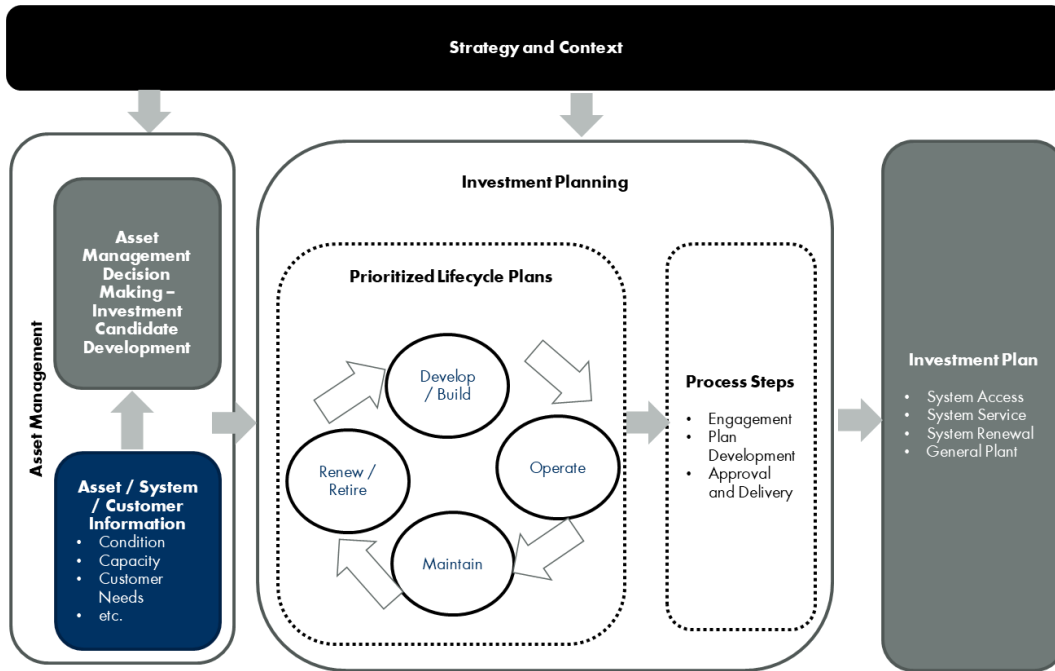 Strategy and Context
Asset Management
Asset
Management
Decision
Making –
Investment
Candidate
Development
Asset / System
/ Customer
Information
• Condition
• Capacity
• Customer
Needs
• etc.
Investment Planning
Prioritized Lifecycle Plans
Develop
/ Build
Operate
Maintain
Renew /
Retire
Process Steps
• Engagement
• Plan
Development
• Approval
and Delivery
Investment Plan
• System Access
• System Service
• System Renewal
• General Plant